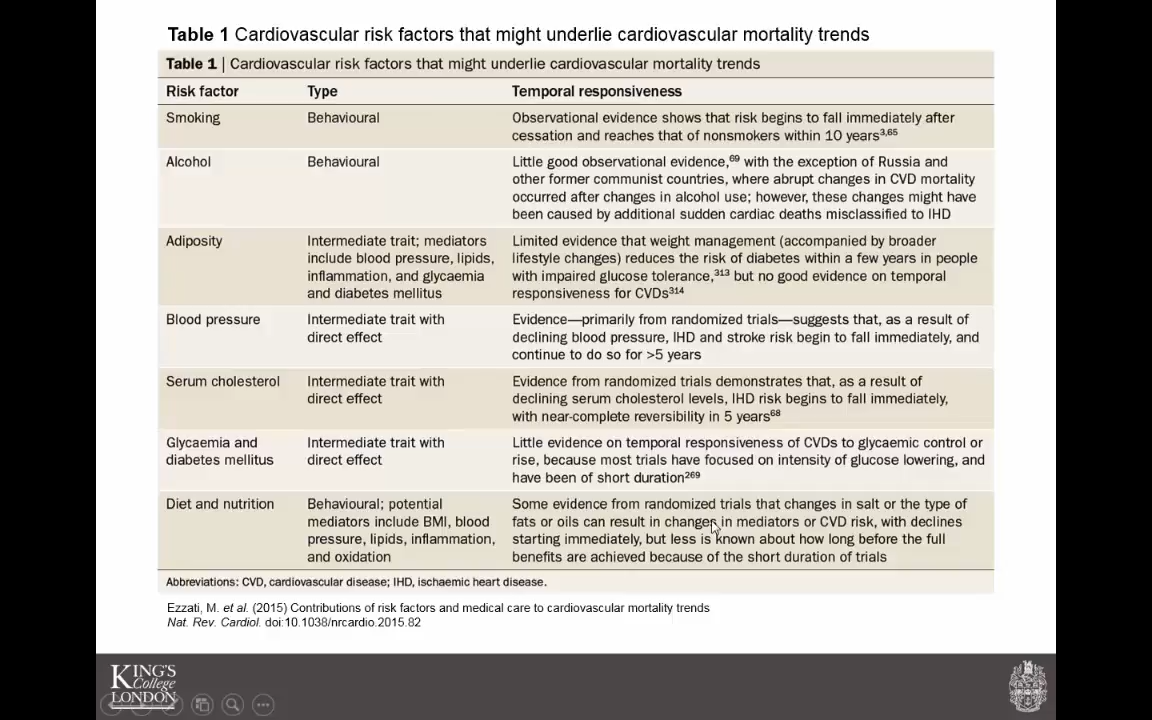 Table 1 Cardiovascular risk factors that might underlie cardiovascular mortality trends
Table 1 | Cardiovascular risk factors that might underlie cardiovascular mortality trends
Risk factor Type Temporal responsiveness
Smoking Behavioural Observational evidence shows that risk begins to fall immediately after
cessation and reaches that of nonsmokers within 10 years3,65
Alcohol Behavioural Little good observational evidence,69 with the exception of Russia and
other former communist countries, where abrupt changes in CVD mortality
occurred after changes in alcohol use; however, these changes might have
been caused by additional sudden cardiac deaths misclassified to IHD
Adiposity Intermediate trait; mediators Limited evidence that weight management (accompanied by broader
include blood pressure, lipids, lifestyle changes) reduces the risk of diabetes within a few years in people
inflammation, and glycaemia with impaired glucose tolerance,313 but no good evidence on temporal
and diabetes mellitus responsiveness for CVDs314
Blood pressure Intermediate trait with Evidence—primarily from randomized trials—suggests that, as a result of
direct effect declining blood pressure, IHD and stroke risk begin to fall immediately, and
continue to do so for >5 years
Serum cholesterol Intermediate trait with Evidence from randomized trials demonstrates that, as a result of
direct effect declining serum cholesterol levels, IHD risk begins to fall immediately,
with near-complete reversibility in 5 years68
Glycaemia and Intermediate trait with Little evidence on temporal responsiveness of CVDs to glycaemic control or
diabetes mellitus direct effect rise, because most trials have focused on intensity of glucose lowering, and
have been of short duration269
Diet and nutrition Behavioural; potential Some evidence from randomized trials that changes in salt or the type of
mediators include BMI, blood fats or oils can result in changes in mediators or CVD risk, with declines
pressure, lipids, inflammation, starting immediately, but less is known about how long before the full
and oxidation benefits are achieved because of the short duration of trials
Abbreviations: CVD, cardiovascular disease; IHD, ischaemic heart disease.
Ezzati, M. et al. (2015) Contributions of risk factors and medical care to cardiovascular mortality trends
Nat. Rev. Cardiol. doi:10.1038/nrcardio.2015.82
KING'S
College
LONDON